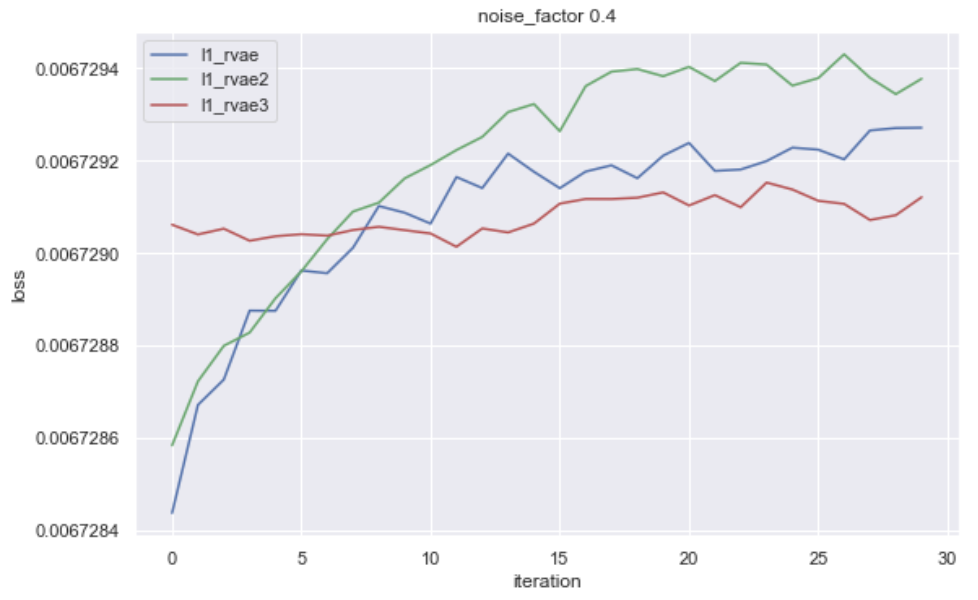 noise_factor 0.4
l1_rvae
l1_rvae2
l1_rvae3
0.0067294
0.0067292
0.0067290
0.0067288
0.0067286
0.0067284
loss
0 5 10 15 20 25 30
iteration